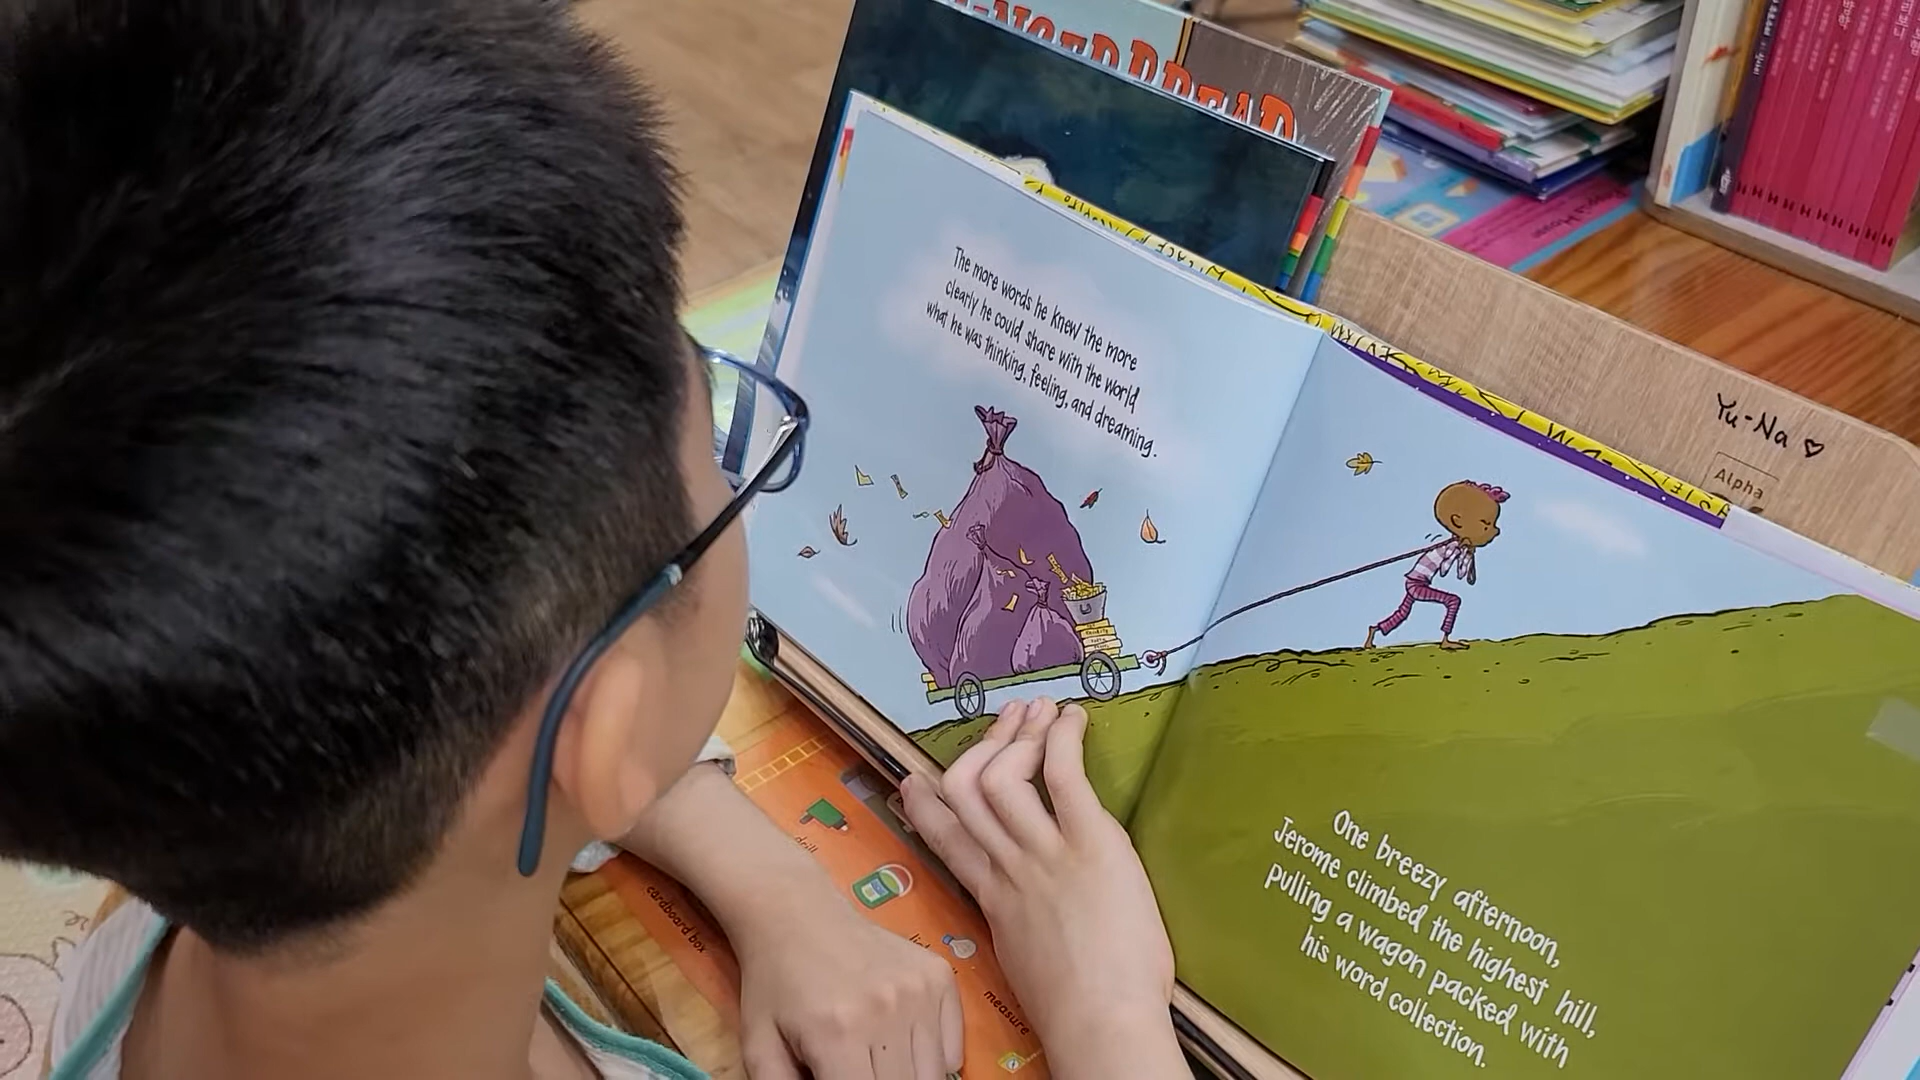 The more words he knew the more
clearly he could share with the world
what he was thinking, feeling, and dreaming.
One breezy afternoon,
Jerome climbed the highest hill,
pulling a wagon packed with
his word collection.
Yu-Na ♡
Alpha
drill
cardboard box
measure